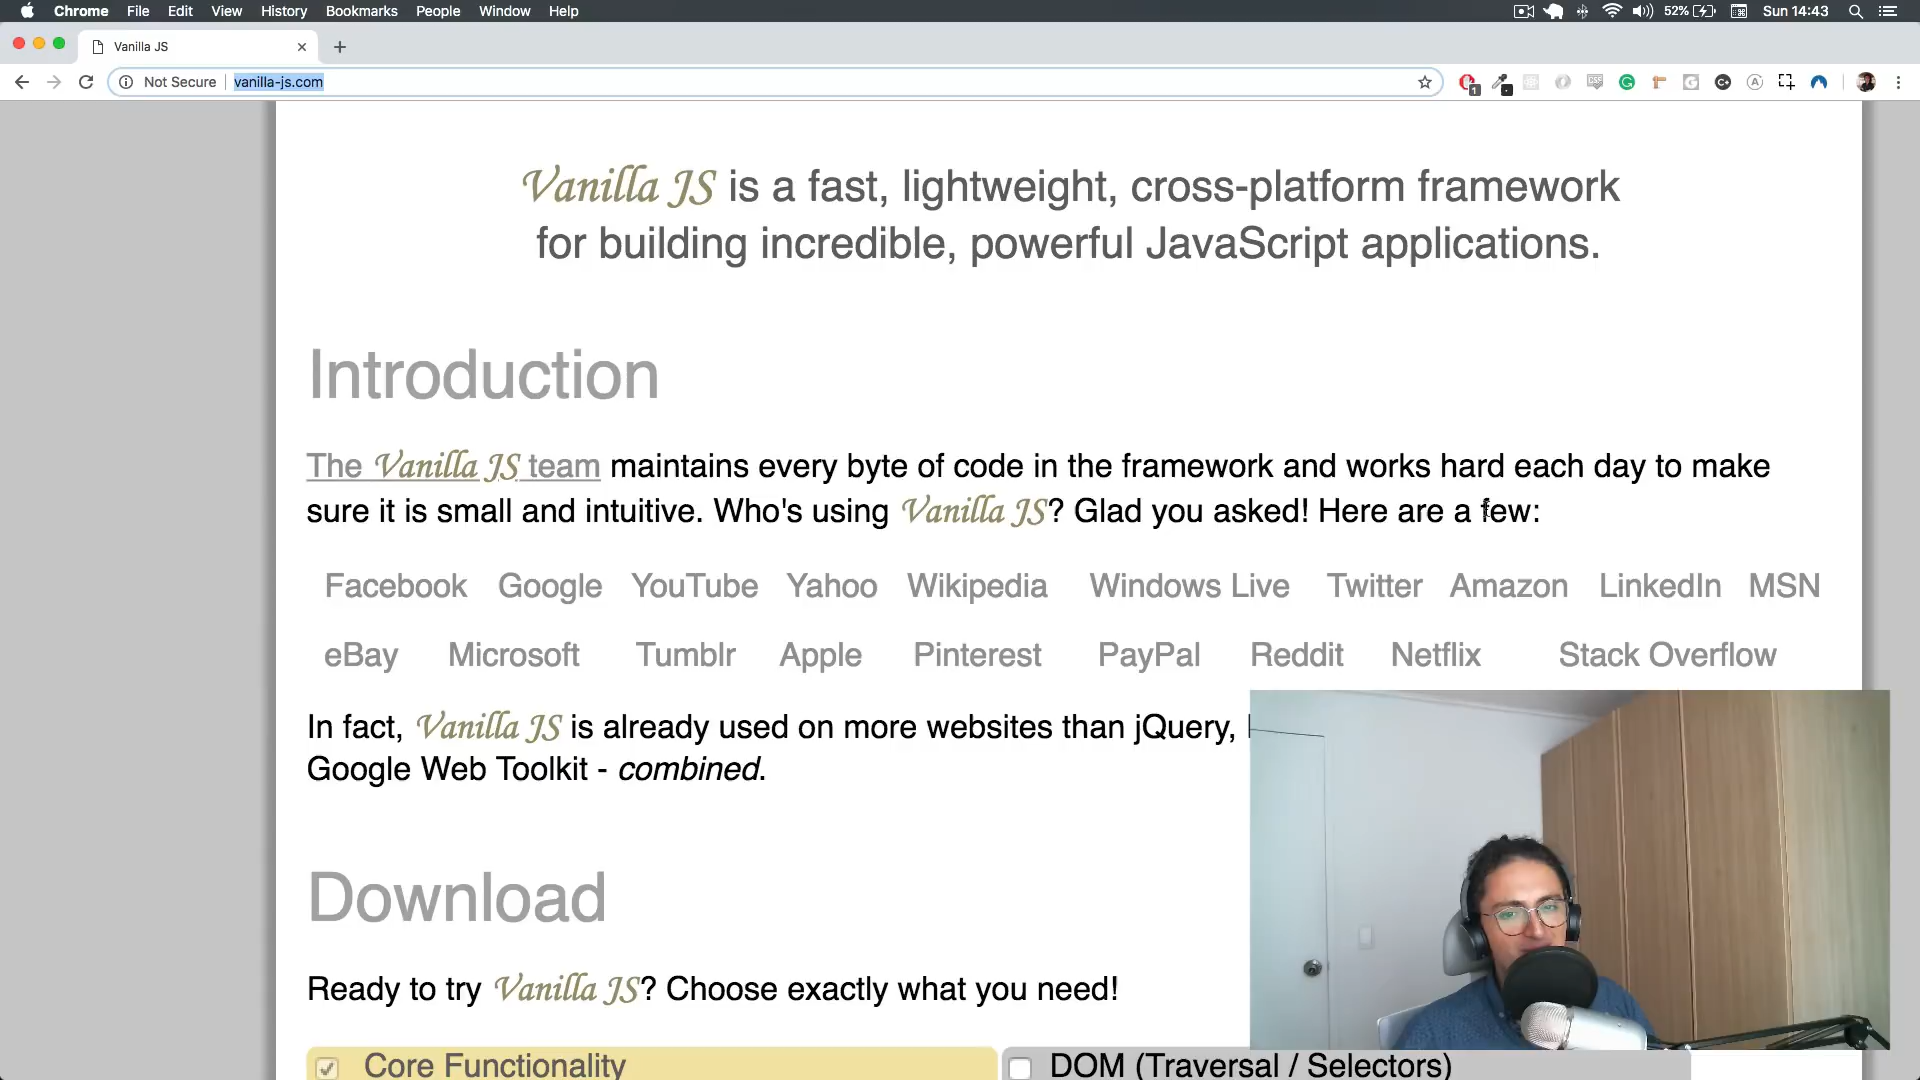 Chrome File Edit View History Bookmarks People Window Help 52% Sun 14:43
Vanilla JS
Not Secure vanilla-js.com
1
Vanilla JS is a fast, lightweight, cross-platform framework
for building incredible, powerful JavaScript applications.
Introduction
The Vanilla JS team maintains every byte of code in the framework and works hard each day to make
sure it is small and intuitive. Who's using Vanilla JS? Glad you asked! Here are a few:
Facebook Google YouTube Yahoo Wikipedia Windows Live Twitter Amazon LinkedIn MSN
eBay Microsoft Tumblr Apple Pinterest PayPal Reddit Netflix Stack Overflow
In fact, Vanilla JS is already used on more websites than jQuery,
Google Web Toolkit - combined.
Download
Ready to try Vanilla JS? Choose exactly what you need!
Core Functionality DOM (Traversal / Selectors)